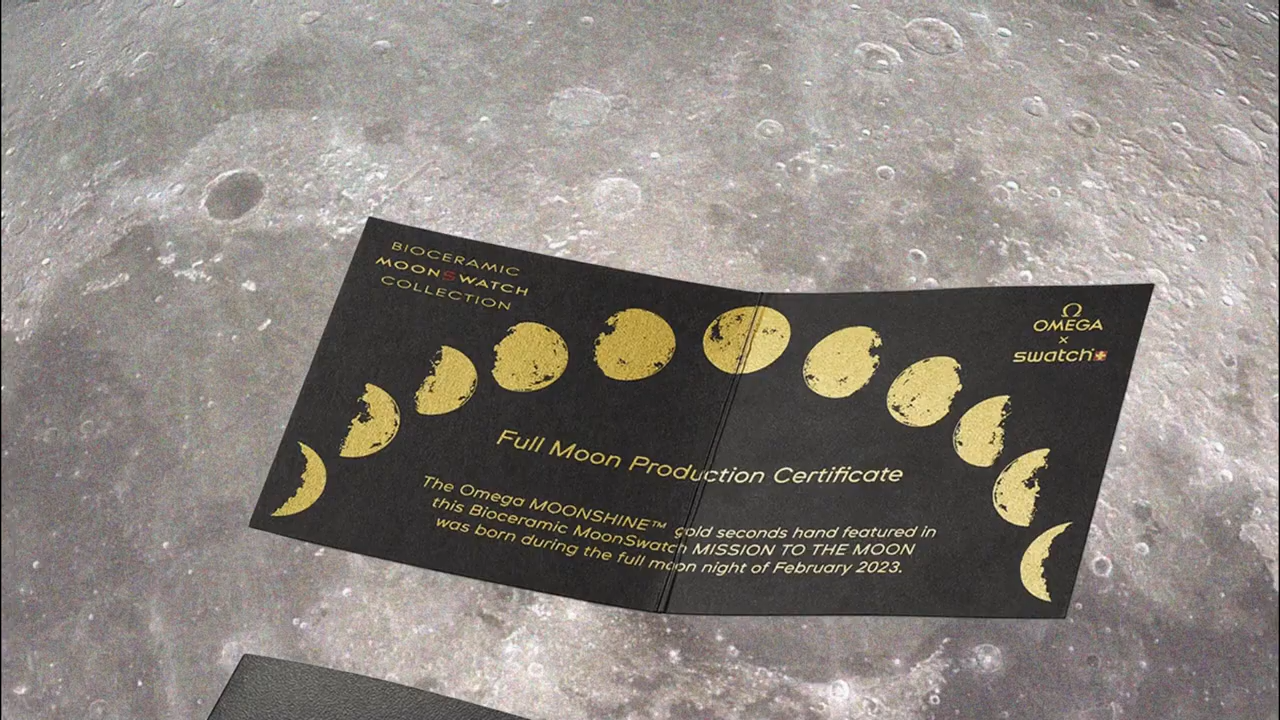 BIOCERAMIC
MOONSWATCH
COLLECTION
Ω
OMEGA
×
swatch
Full Moon Production Certificate
The Omega MOONSHINE™ gold seconds hand featured in
this Bioceramic MoonSwatch MISSION TO THE MOON
was born during the full moon night of February 2023.